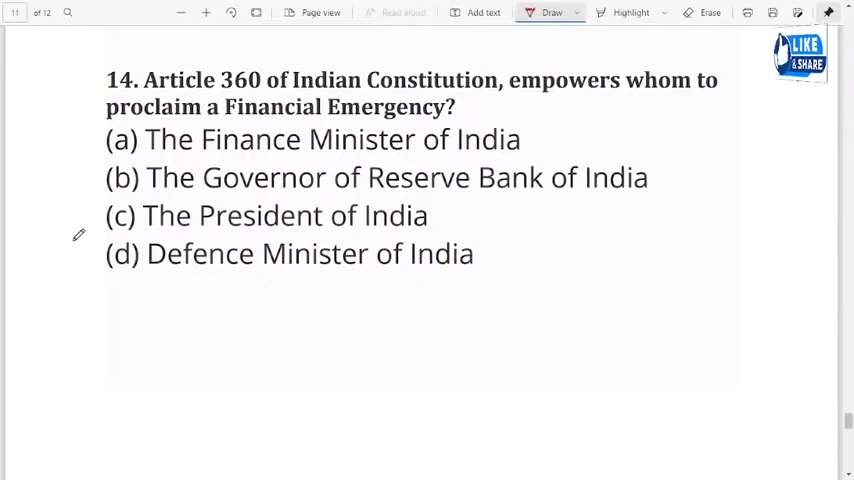 11 of 12 Page view Read aloud Add text Draw Highlight Erase
LIKE
& SHARE
14. Article 360 of Indian Constitution, empowers whom to
proclaim a Financial Emergency?
(a) The Finance Minister of India
(b) The Governor of Reserve Bank of India
(c) The President of India
(d) Defence Minister of India